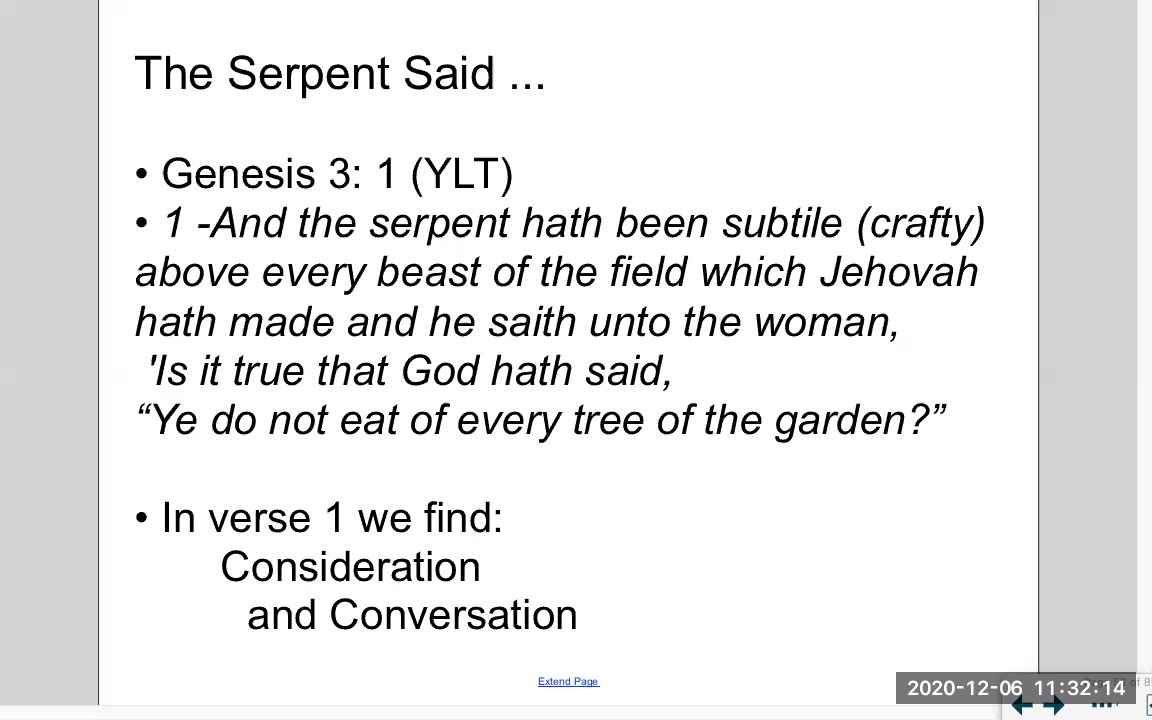 The Serpent Said ...
• Genesis 3: 1 (YLT)
• 1 -And the serpent hath been subtile (crafty)
above every beast of the field which Jehovah
hath made and he saith unto the woman,
'Is it true that God hath said,
“Ye do not eat of every tree of the garden?”
• In verse 1 we find:
Consideration
and Conversation
Extend Page
2020-12-06 11:32:14